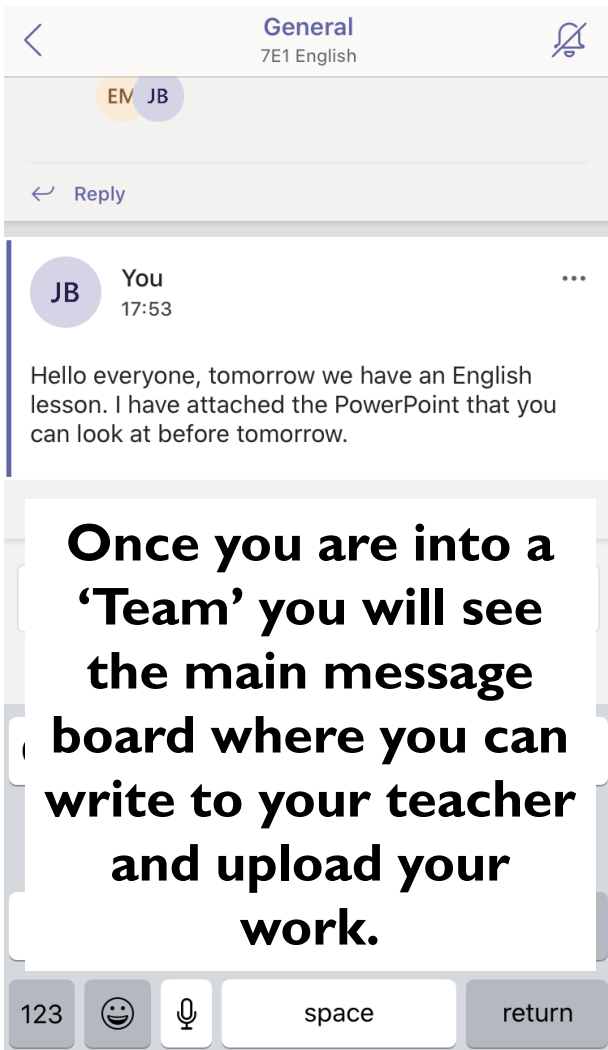 General
7E1 English
EM JB
Reply
JB
You
17:53
Hello everyone, tomorrow we have an English
lesson. I have attached the PowerPoint that you
can look at before tomorrow.
Once you are into a
‘Team’ you will see
the main message
board where you can
write to your teacher
and upload your
work.
123 space return